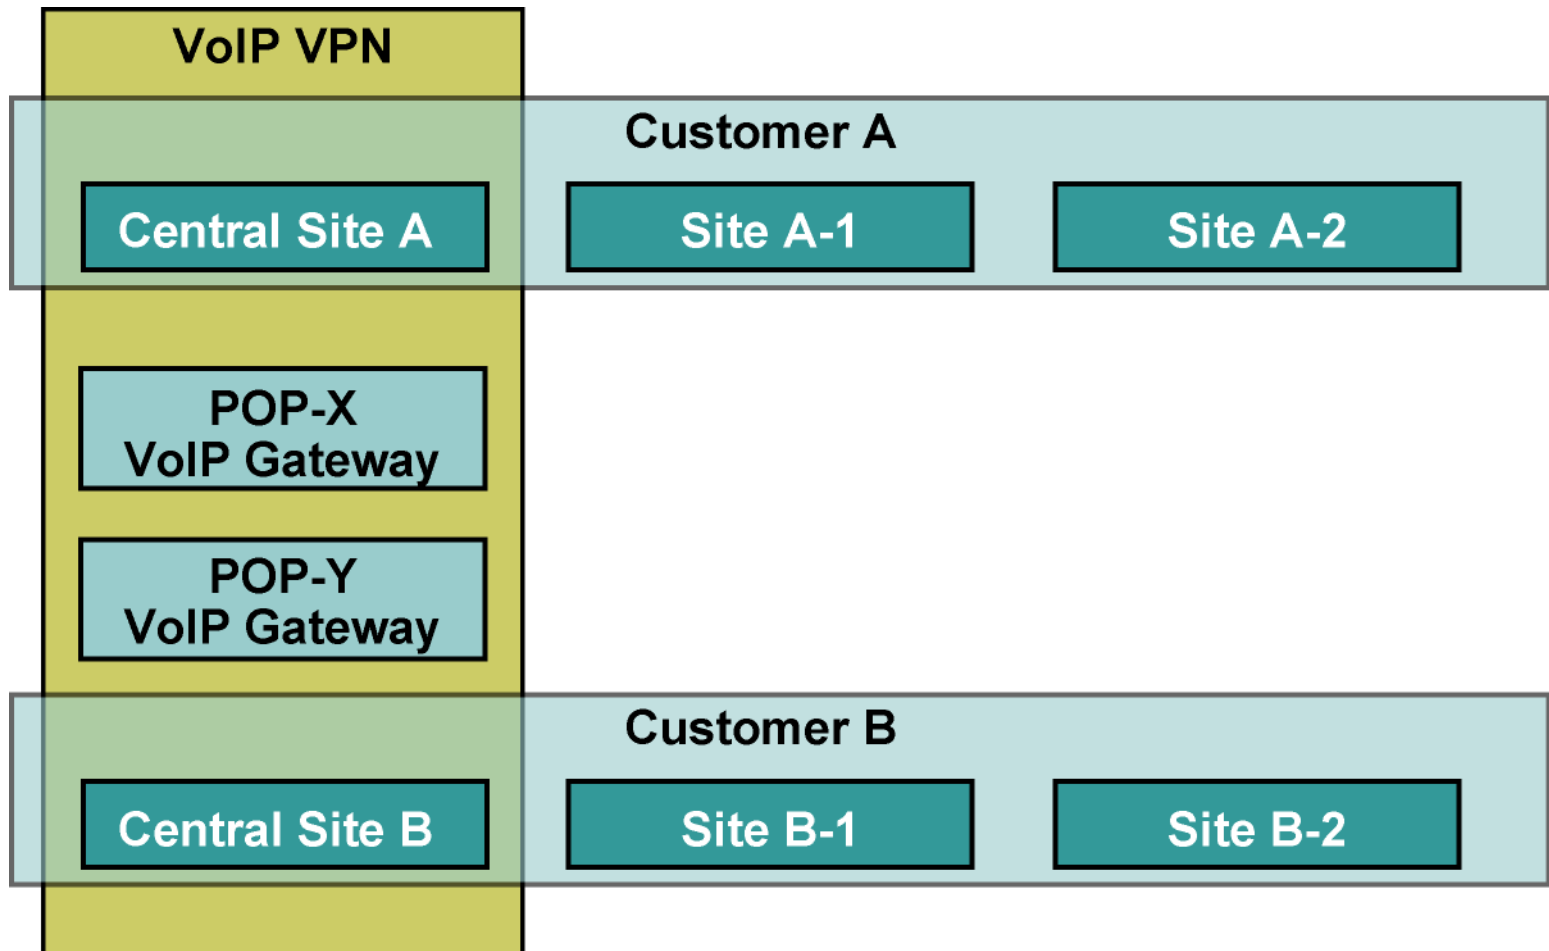 VoIP VPN
Customer A
Central Site A
Site A-1
Site A-2
POP-X
VoIP Gateway
POP-Y
VoIP Gateway
Customer B
Central Site B
Site B-1
Site B-2